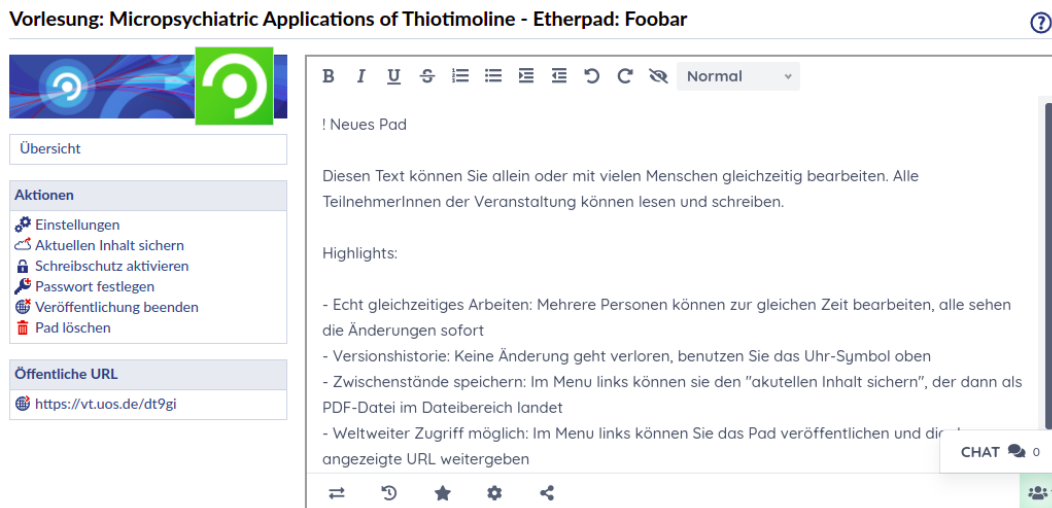 Vorlesung: Micropsychiatric Applications of Thiotimoline - Etherpad: Foobar
?
Übersicht
Aktionen
Einstellungen
Aktuellen Inhalt sichern
Schreibschutz aktivieren
Passwort festlegen
Veröffentlichung beenden
Pad löschen
Öffentliche URL
https://vt.uos.de/dt9gi
B I U S Normal
! Neues Pad
Diesen Text können Sie allein oder mit vielen Menschen gleichzeitig bearbeiten. Alle
TeilnehmerInnen der Veranstaltung können lesen und schreiben.
Highlights:
- Echt gleichzeitiges Arbeiten: Mehrere Personen können zur gleichen Zeit bearbeiten, alle sehen
die Änderungen sofort
- Versionshistorie: Keine Änderung geht verloren, benutzen Sie das Uhr-Symbol oben
- Zwischenstände speichern: Im Menu links können sie den "akutellen Inhalt sichern", der dann als
PDF-Datei im Dateibereich landet
- Weltweiter Zugriff möglich: Im Menu links können Sie das Pad veröffentlichen und die
angezeigte URL weitergeben
CHAT 0